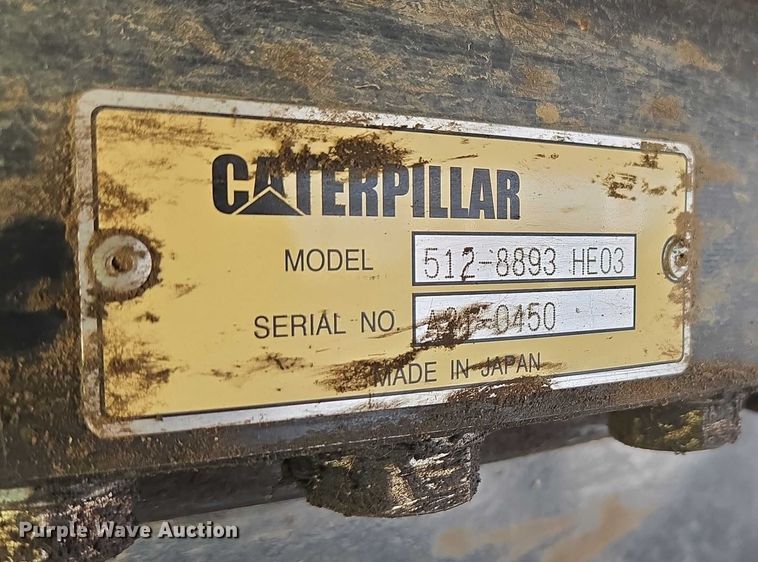 CATERPILLAR
MODEL 512-8893 HE03
SERIAL NO.
MADE IN JAPAN
Purple Wave Auction